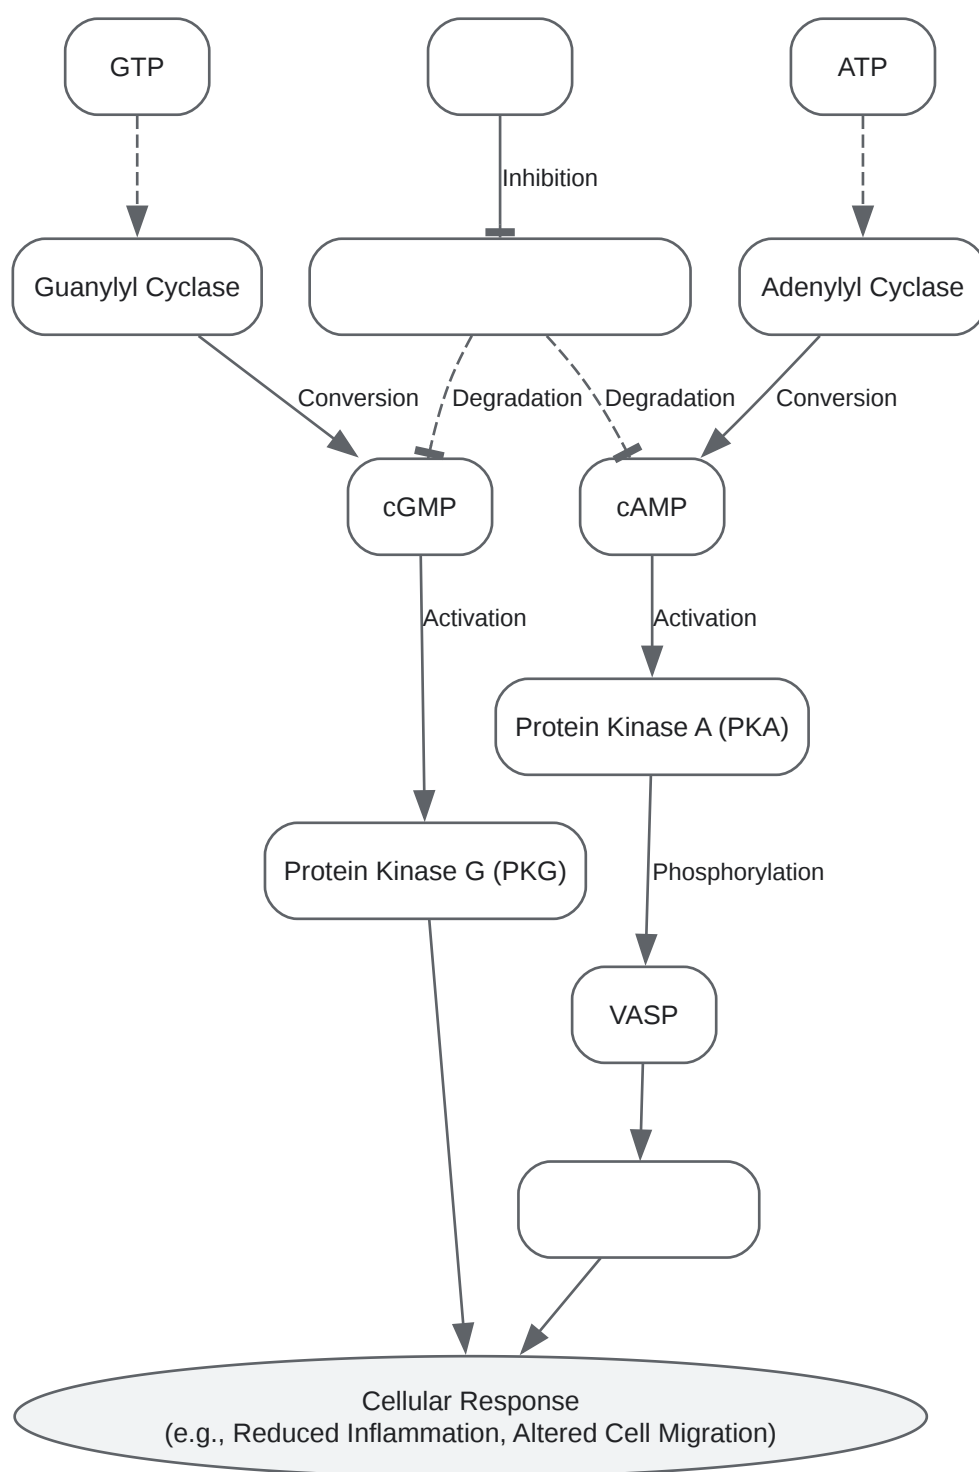 GTP
ATP
Inhibition
Guanylyl Cyclase
Adenylyl Cyclase
Conversion
Degradation
Degradation
Conversion
cGMP
cAMP
Activation
Activation
Protein Kinase A (PKA)
Protein Kinase G (PKG)
Phosphorylation
VASP
Cellular Response
(e.g., Reduced Inflammation, Altered Cell Migration)